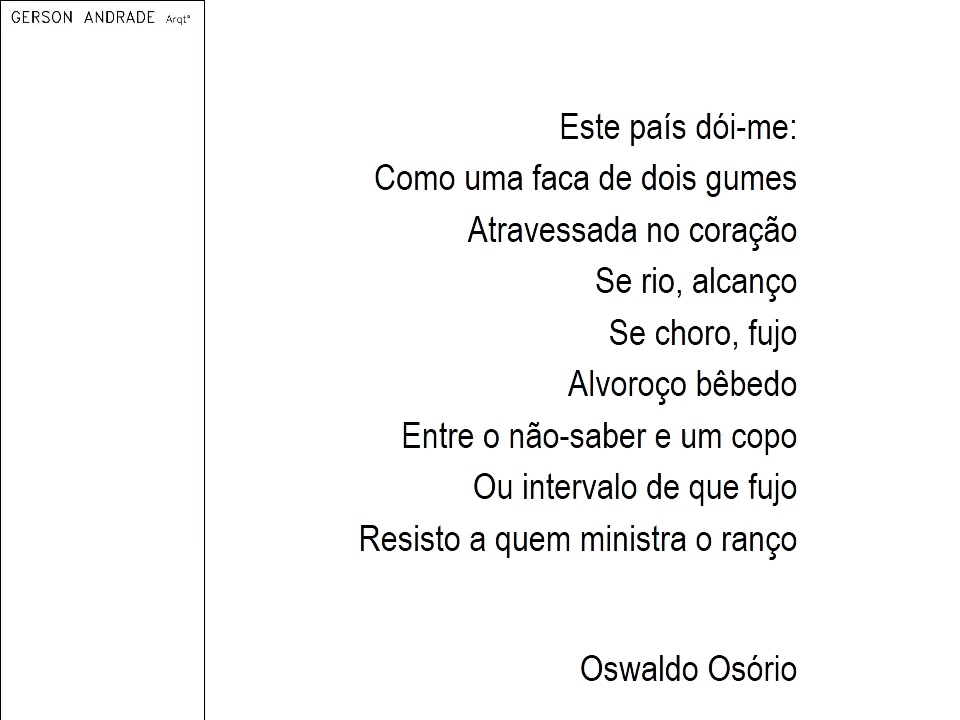 GERSON ANDRADE Arqtº
Este país dói-me:
Como uma faca de dois gumes
Atravessada no coração
Se rio, alcanço
Se choro, fujo
Alvoroço bêbedo
Entre o não-saber e um copo
Ou intervalo de que fujo
Resisto a quem ministra o ranço
Oswaldo Osório